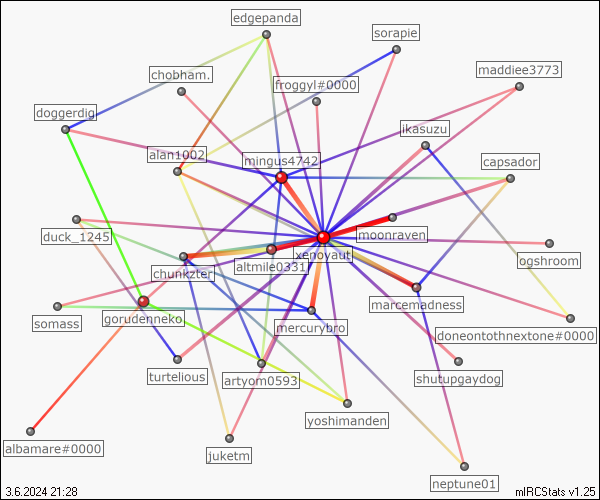 edgepanda
sorapie
chobham.
maddiee3773
froggyl#0000
doggerdig
ikasuzu
alan1002
mingus4742
capsador
duck_1245
moonraven
xenoyaut
ogshroom
chunkzter
altmile0331
marcemadness
somass
gorudenneko
mercurybro
doneontothnextone#0000
turtelious
artyom0593
shutupgaydog
yoshimanden
albamare#0000
juketm
neptune01
3.6.2024 21:28
mIRCStats v1.25